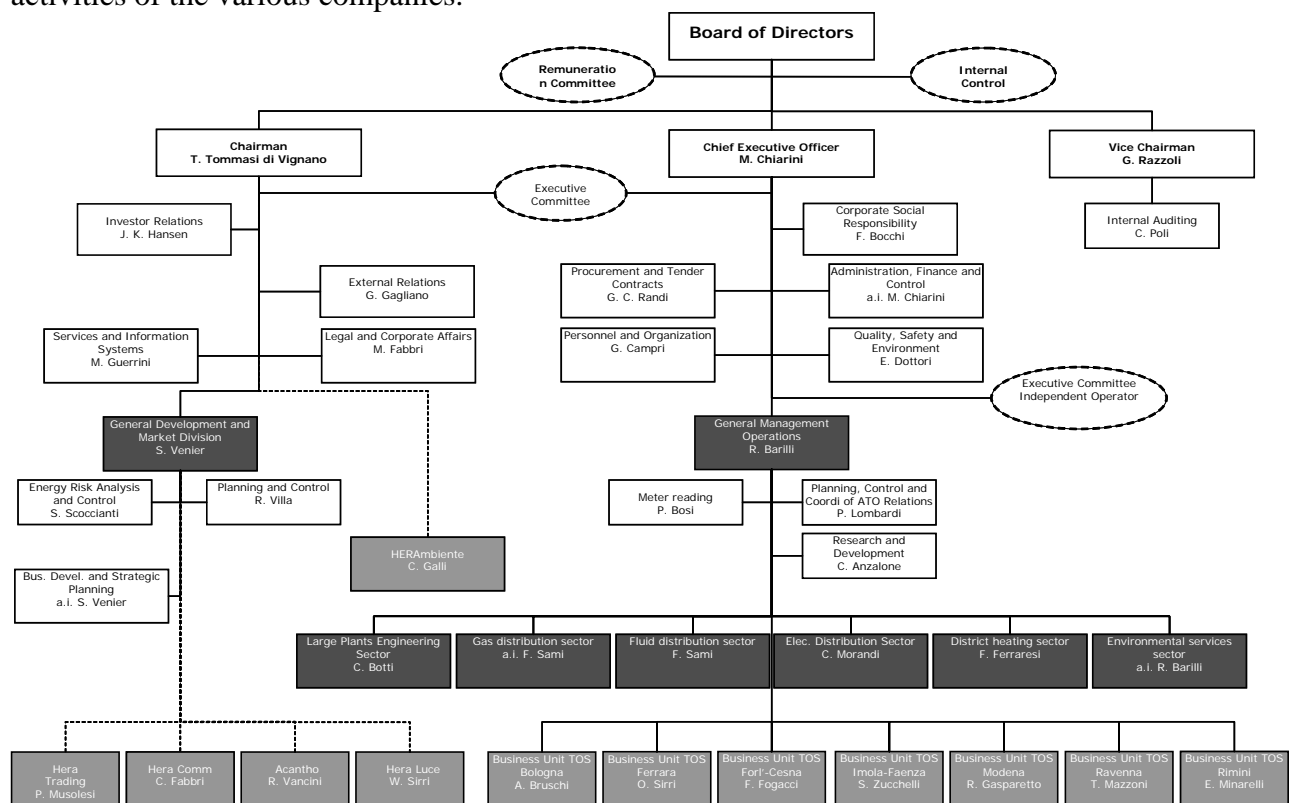 activities of the various companies.
Board of Directors
Remuneratio
n Committee
Internal
Control
Chairman
T. Tommasi di Vignano
Chief Executive Officer
M. Chiarini
Vice Chairman
G. Razzoli
Executive
Committee
Investor Relations
J. K. Hansen
Corporate Social
Responsibility
F. Bocchi
Internal Auditing
C. Poli
External Relations
G. Gagliano
Procurement and Tender
Contracts
G. C. Randi
Administration, Finance and
Control
a.i. M. Chiarini
Services and Information
Systems
M. Guerrini
Legal and Corporate Affairs
M. Fabbri
Personnel and Organization
G. Campri
Quality, Safety and
Environment
E. Dottori
Executive Committee
Independent Operator
General Development and
Market Division
S. Venier
General Management
Operations
R. Barilli
Energy Risk Analysis
and Control
S. Scoccianti
Planning and Control
R. Villa
Meter reading
P. Bosi
Planning, Control and
Coordi of ATO Relations
P. Lombardi
HERAmbiente
C. Galli
Research and
Development
C. Anzalone
Bus. Devel. and Strategic
Planning
a.i. S. Venier
Large Plants Engineering
Sector
C. Botti
Gas distribution sector
a.i. F. Sami
Fluid distribution sector
F. Sami
Elec. Distribution Sector
C. Morandi
District heating sector
F. Ferraresi
Environmental services
sector
a.i. R. Barilli
Hera
Trading
P. Musolesi
Hera Comm
C. Fabbri
Acantho
R. Vancini
Hera Luce
W. Sirri
Business Unit TOS
Bologna
A. Bruschi
Business Unit TOS
Ferrara
O. Sirri
Business Unit TOS
Forl'-Cesna
F. Fogacci
Business Unit TOS
Imola-Faenza
S. Zucchelli
Business Unit TOS
Modena
R. Gasparetto
Business Unit TOS
Ravenna
T. Mazzoni
Business Unit TOS
Rimini
E. Minarelli